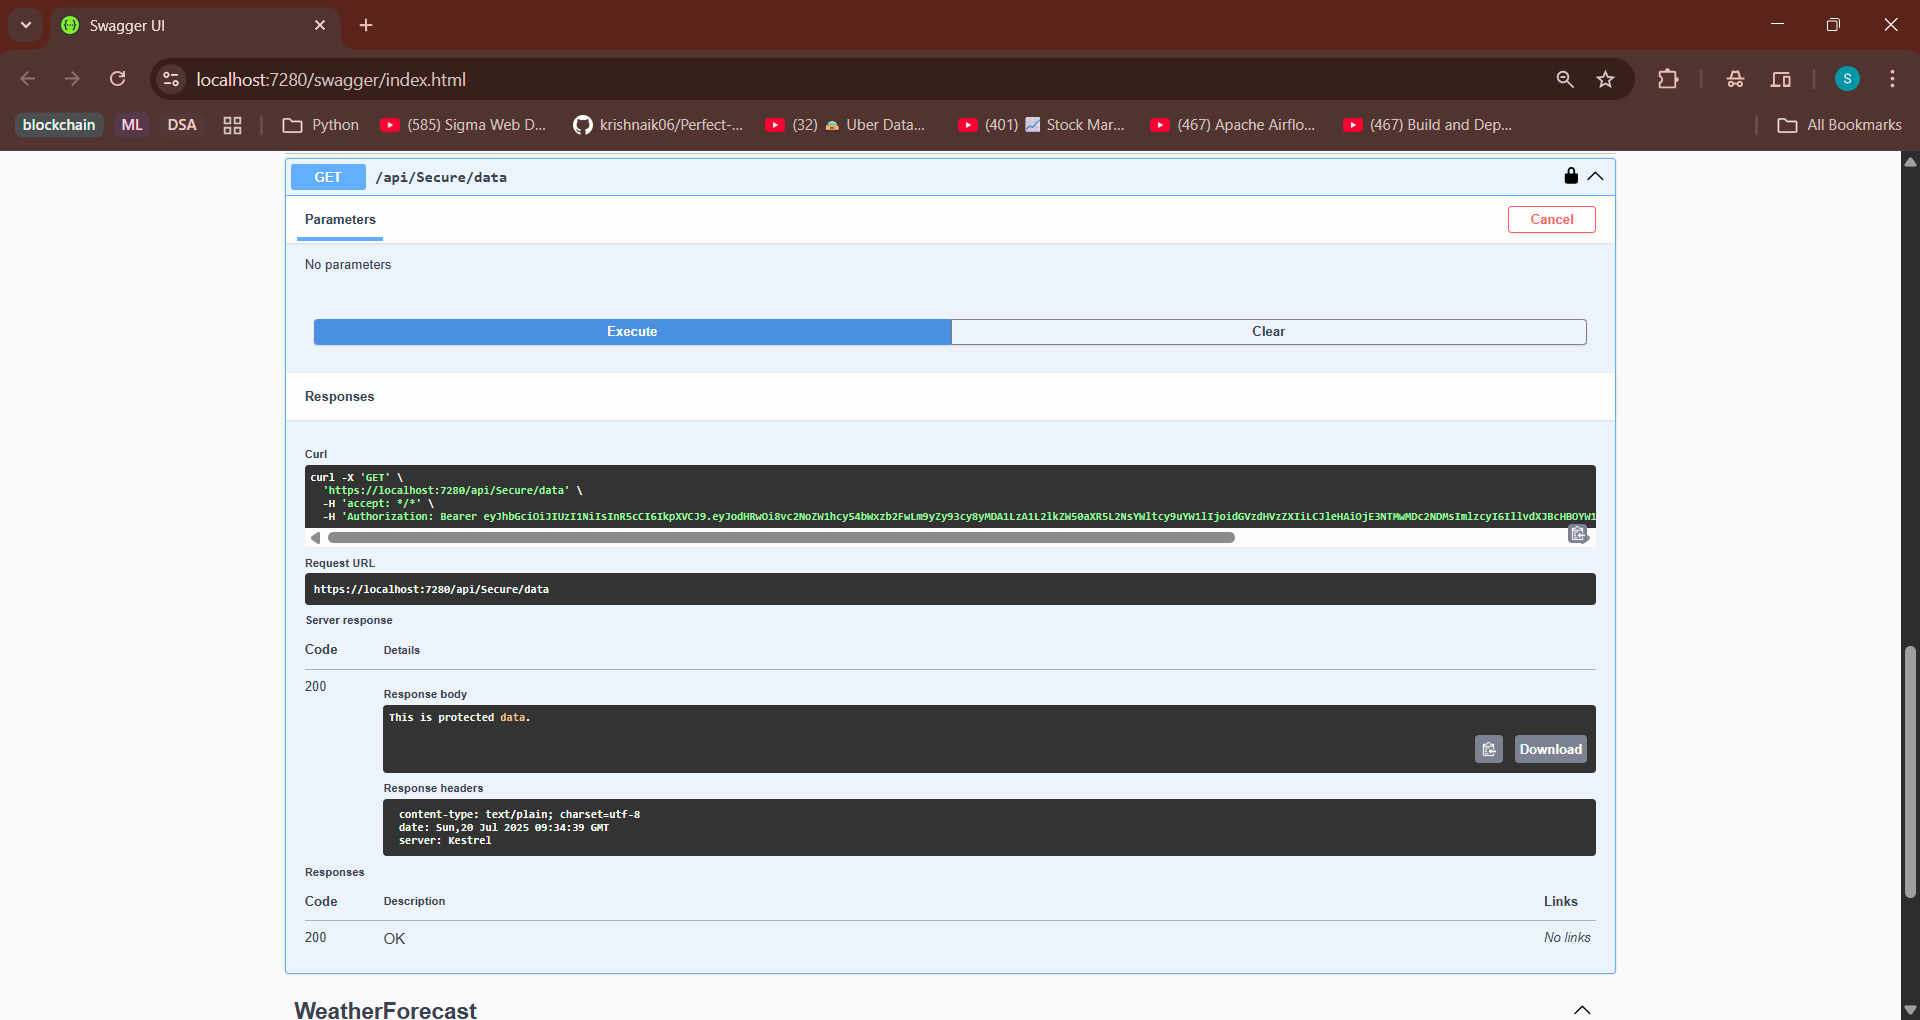 Swagger UI
localhost:7280/swagger/index.html
S
blockchain
ML
DSA
Python
(585) Sigma Web D...
krishnaik06/Perfect-...
(32) Uber Data...
(401) Stock Mar...
(467) Apache Airflo...
(467) Build and Dep...
All Bookmarks
GET /api/Secure/data
Parameters
Cancel
No parameters
Execute
Clear
Responses
Curl
curl -X 'GET' \
'https://localhost:7280/api/Secure/data' \
-H 'accept: */*' \
-H 'Authorization: Bearer
Request URL
https://localhost:7280/api/Secure/data
Server response
Code Details
200
Response body
This is protected data.
Download
Response headers
content-type: text/plain; charset=utf-8
date: Sun,20 Jul 2025 09:34:39 GMT
server: Kestrel
Responses
Code Description Links
200 OK No links
WeatherForecast